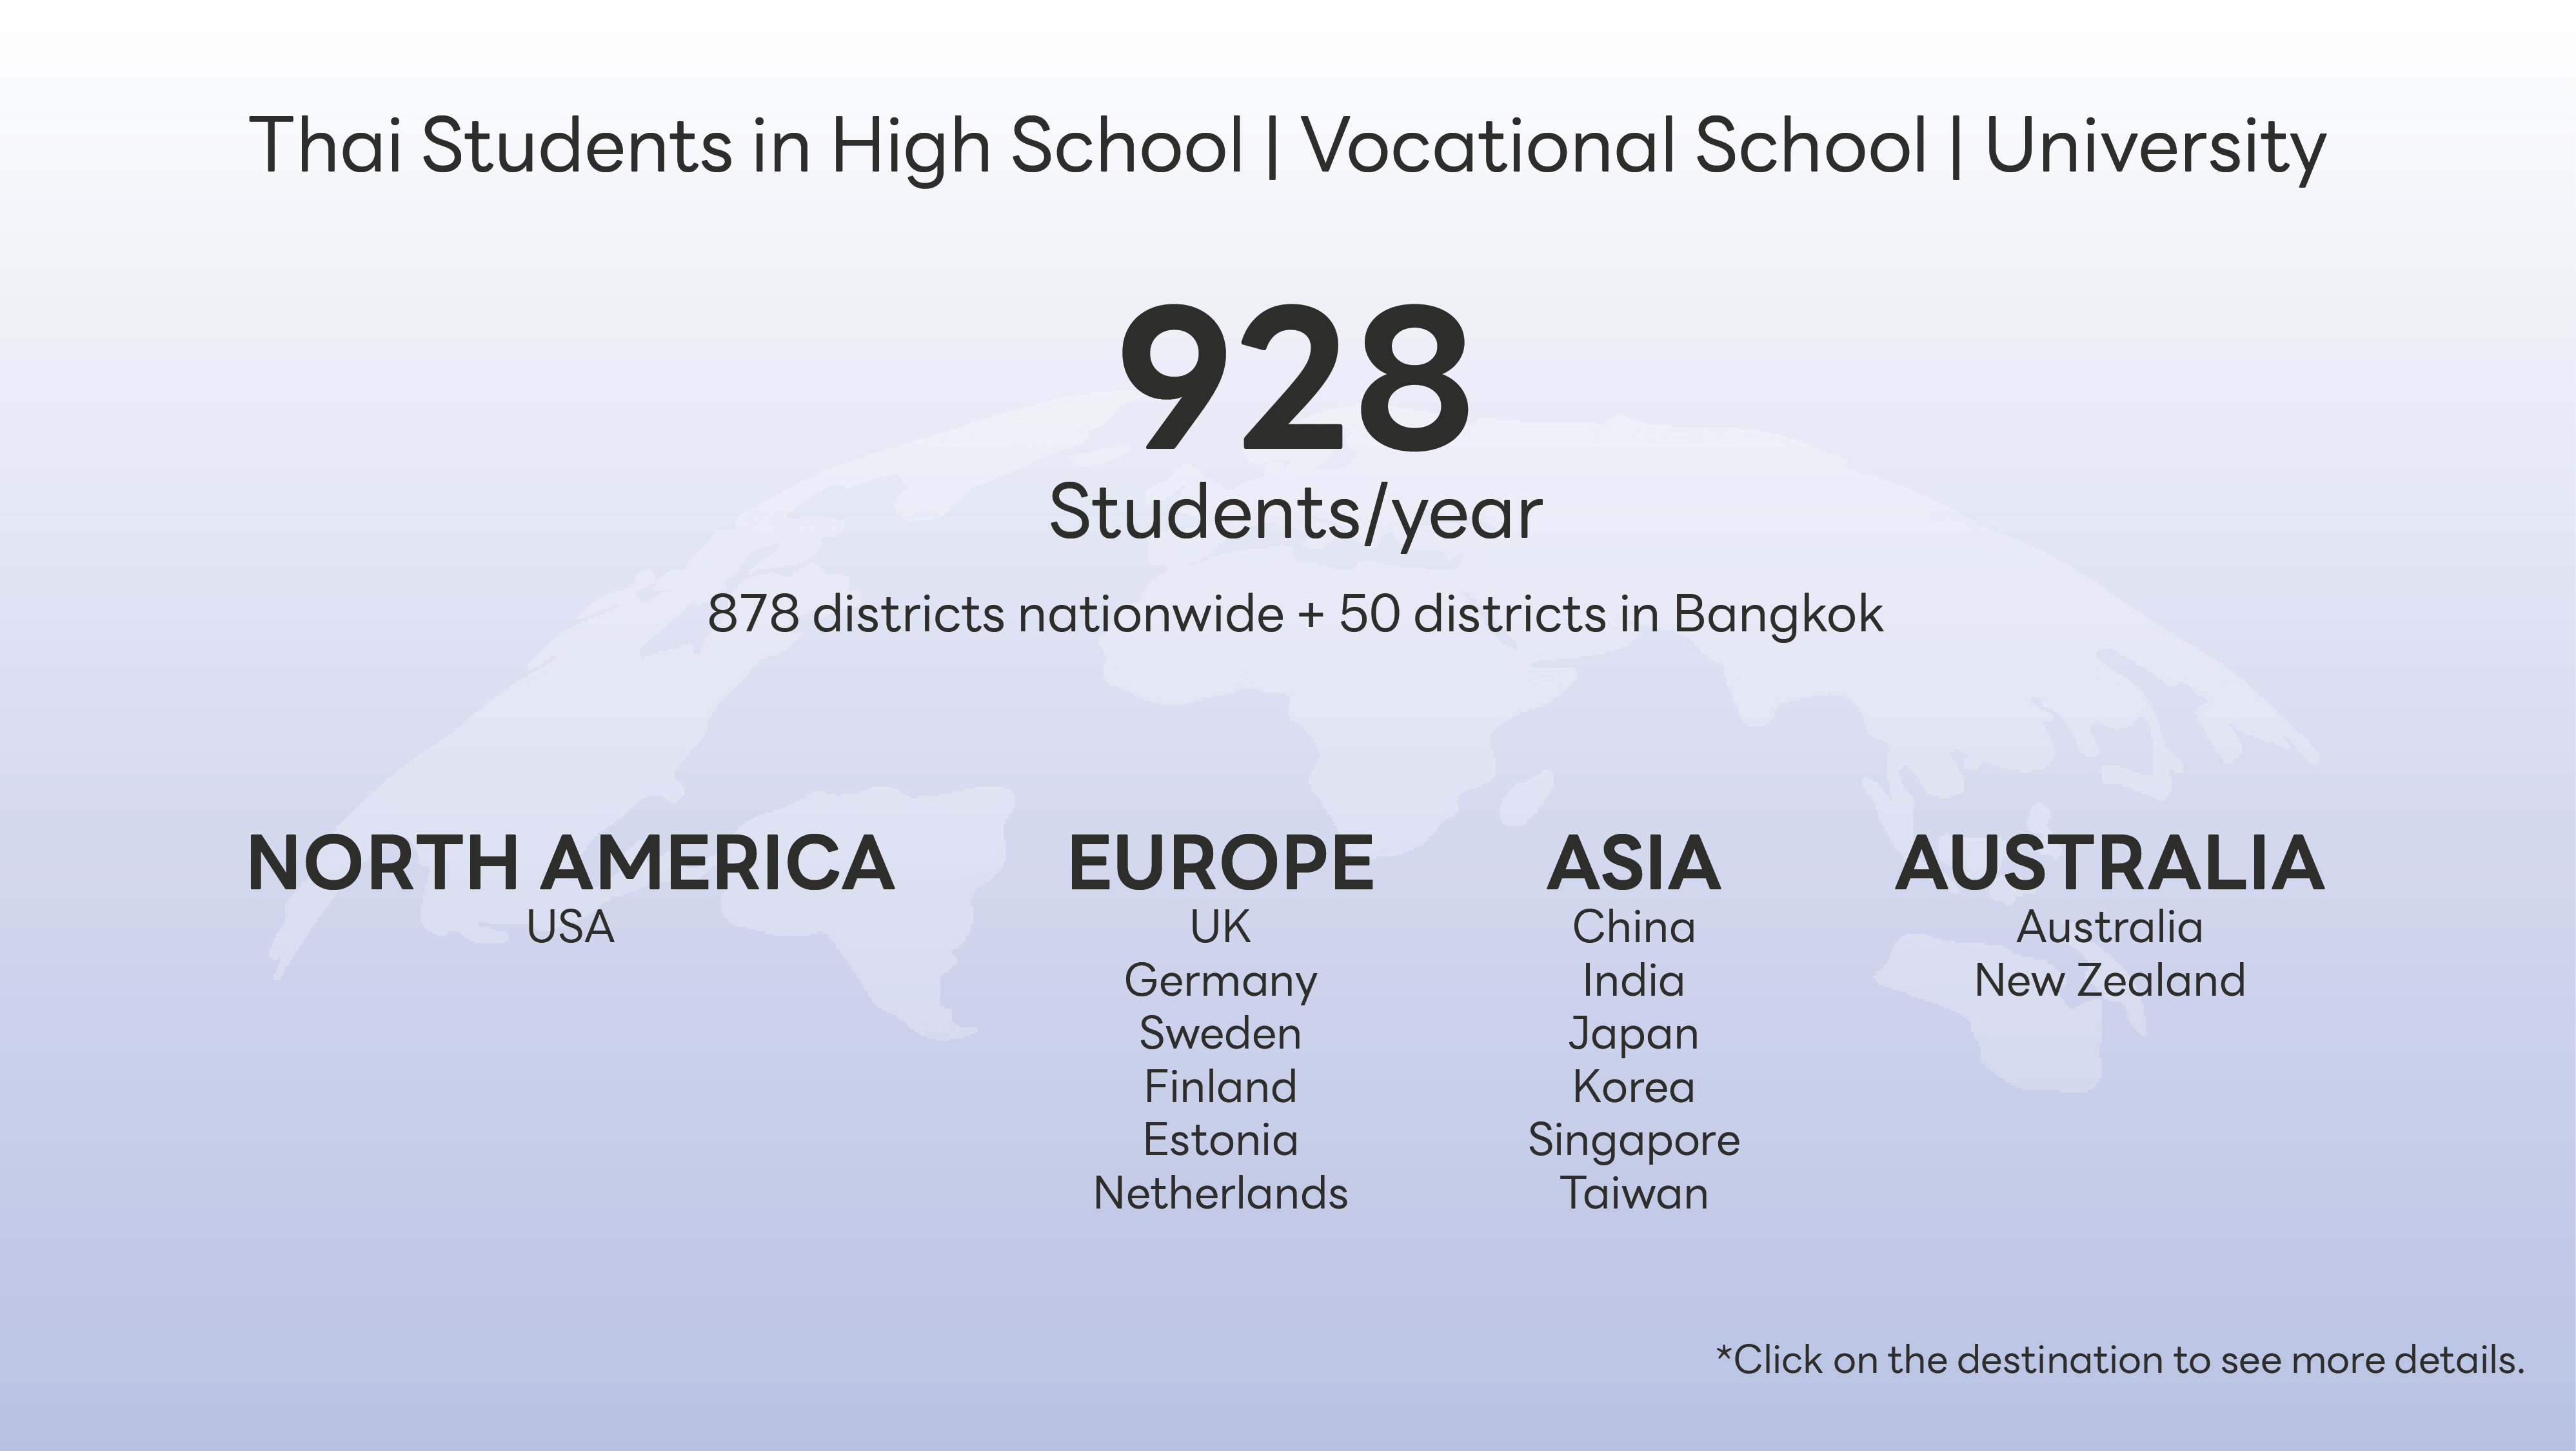 Thai Students in High School | Vocational School | University
928
Students/year
878 districts nationwide + 50 districts in Bangkok
NORTH AMERICA
USA
EUROPE
UK
Germany
Sweden
Finland
Estonia
Netherlands
ASIA
China
India
Japan
Korea
Singapore
Taiwan
AUSTRALIA
Australia
New Zealand
*Click on the destination to see more details.